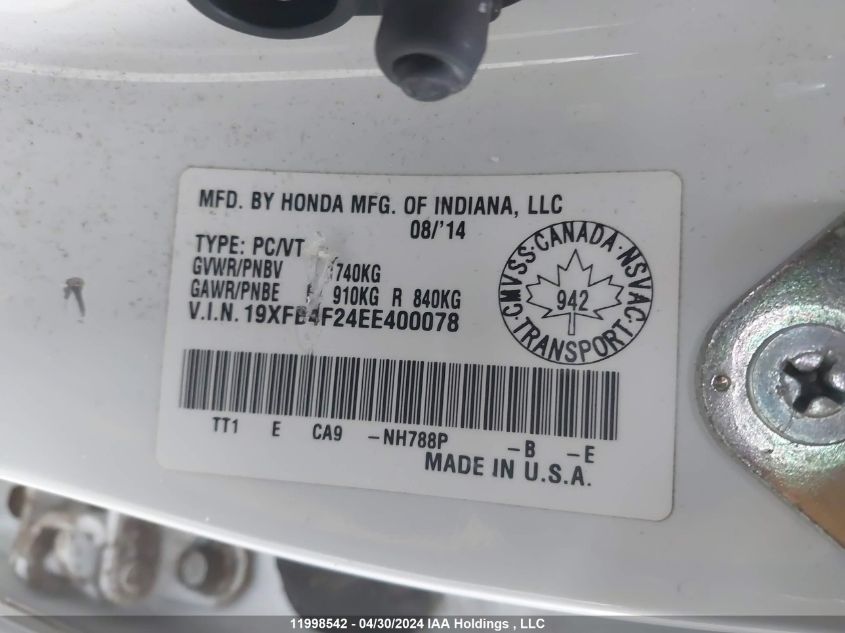 MFD. BY HONDA MFG. OF INDIANA, LLC
08/'14
TYPE: PC/VT
GVWR/PNBV 740KG
GAWR/PNBE 910KG R 840KG
V.I.N. 19XFB4F24EE400078
CMVSS·CANADA·NSVAC·
942
TRANSPORT
TT1 E CA9 -NH788P -B -E
MADE IN U.S.A.
11998542 - 04/30/2024 IAA Holdings , LLC